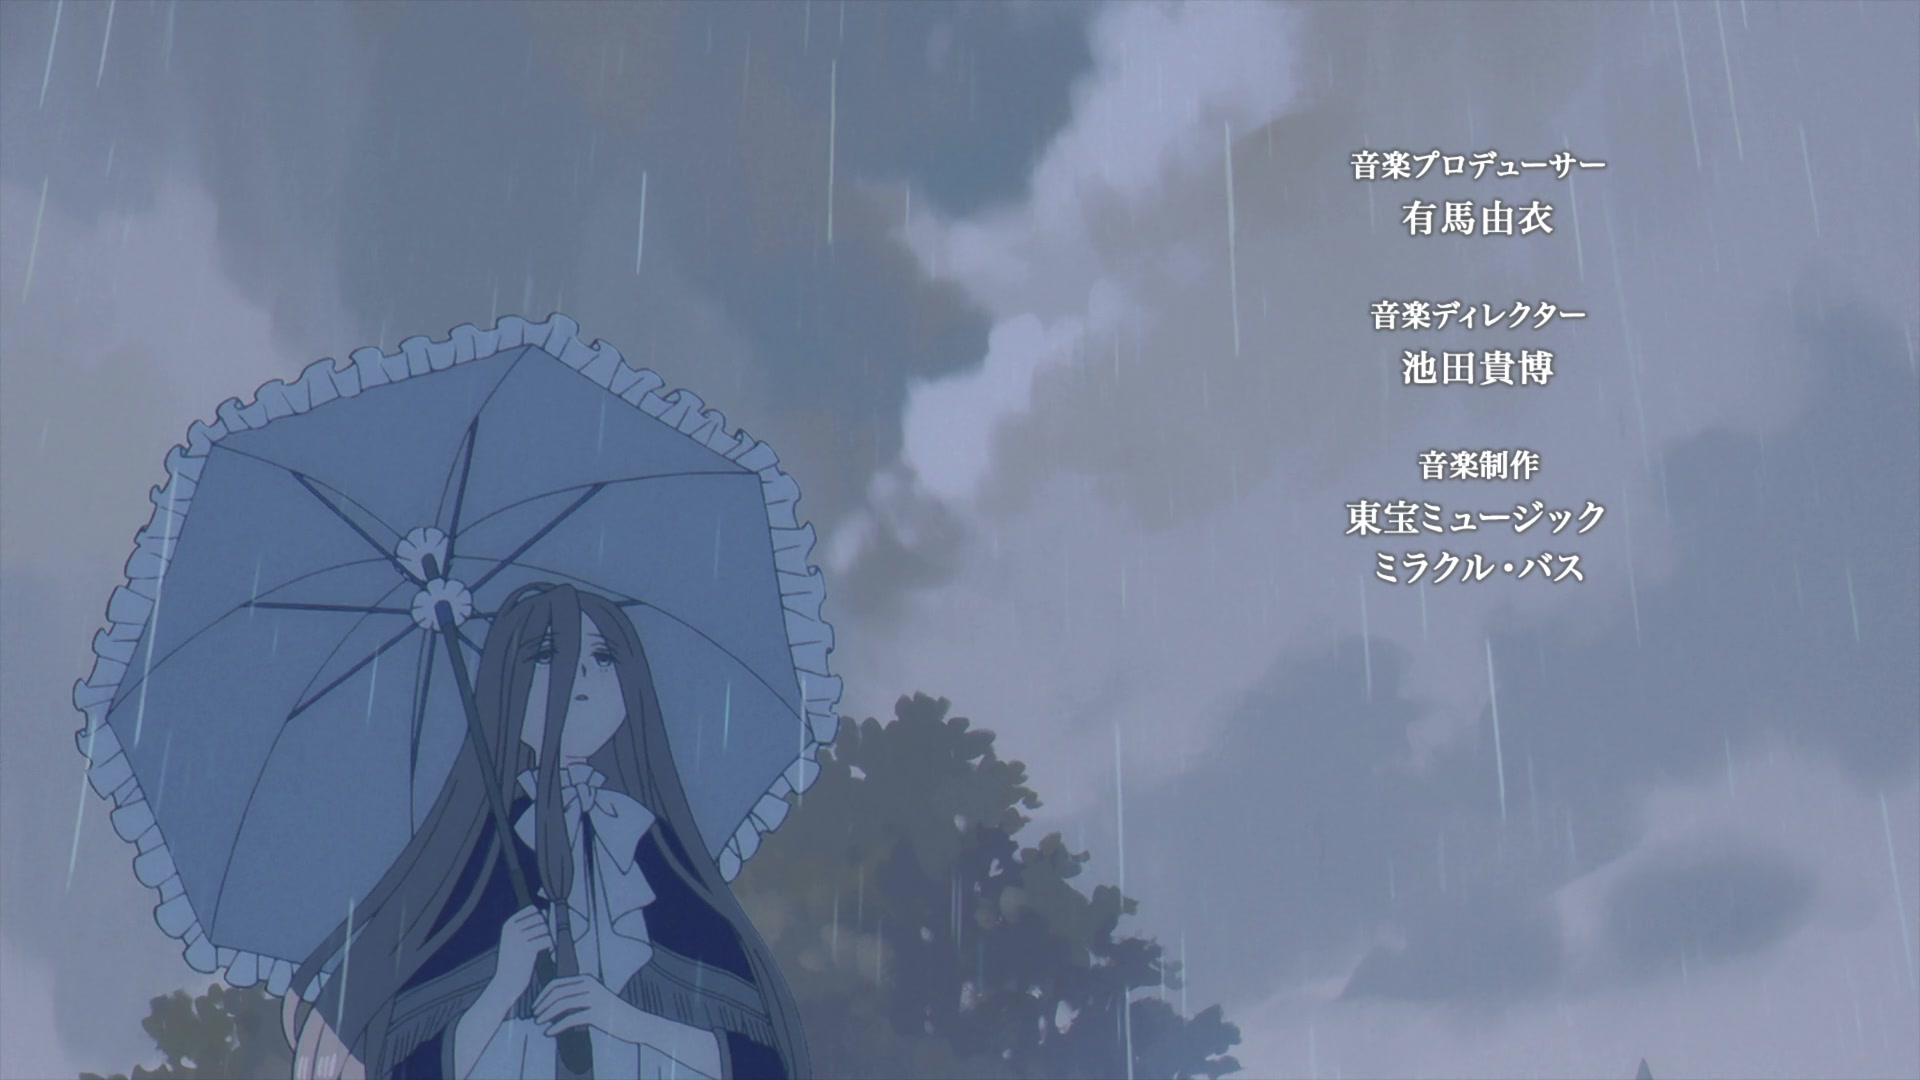 音楽プロデューサー
有馬由衣
音楽ディレクター
池田貴博
音楽制作
東宝ミュージック
ミラクル・バス